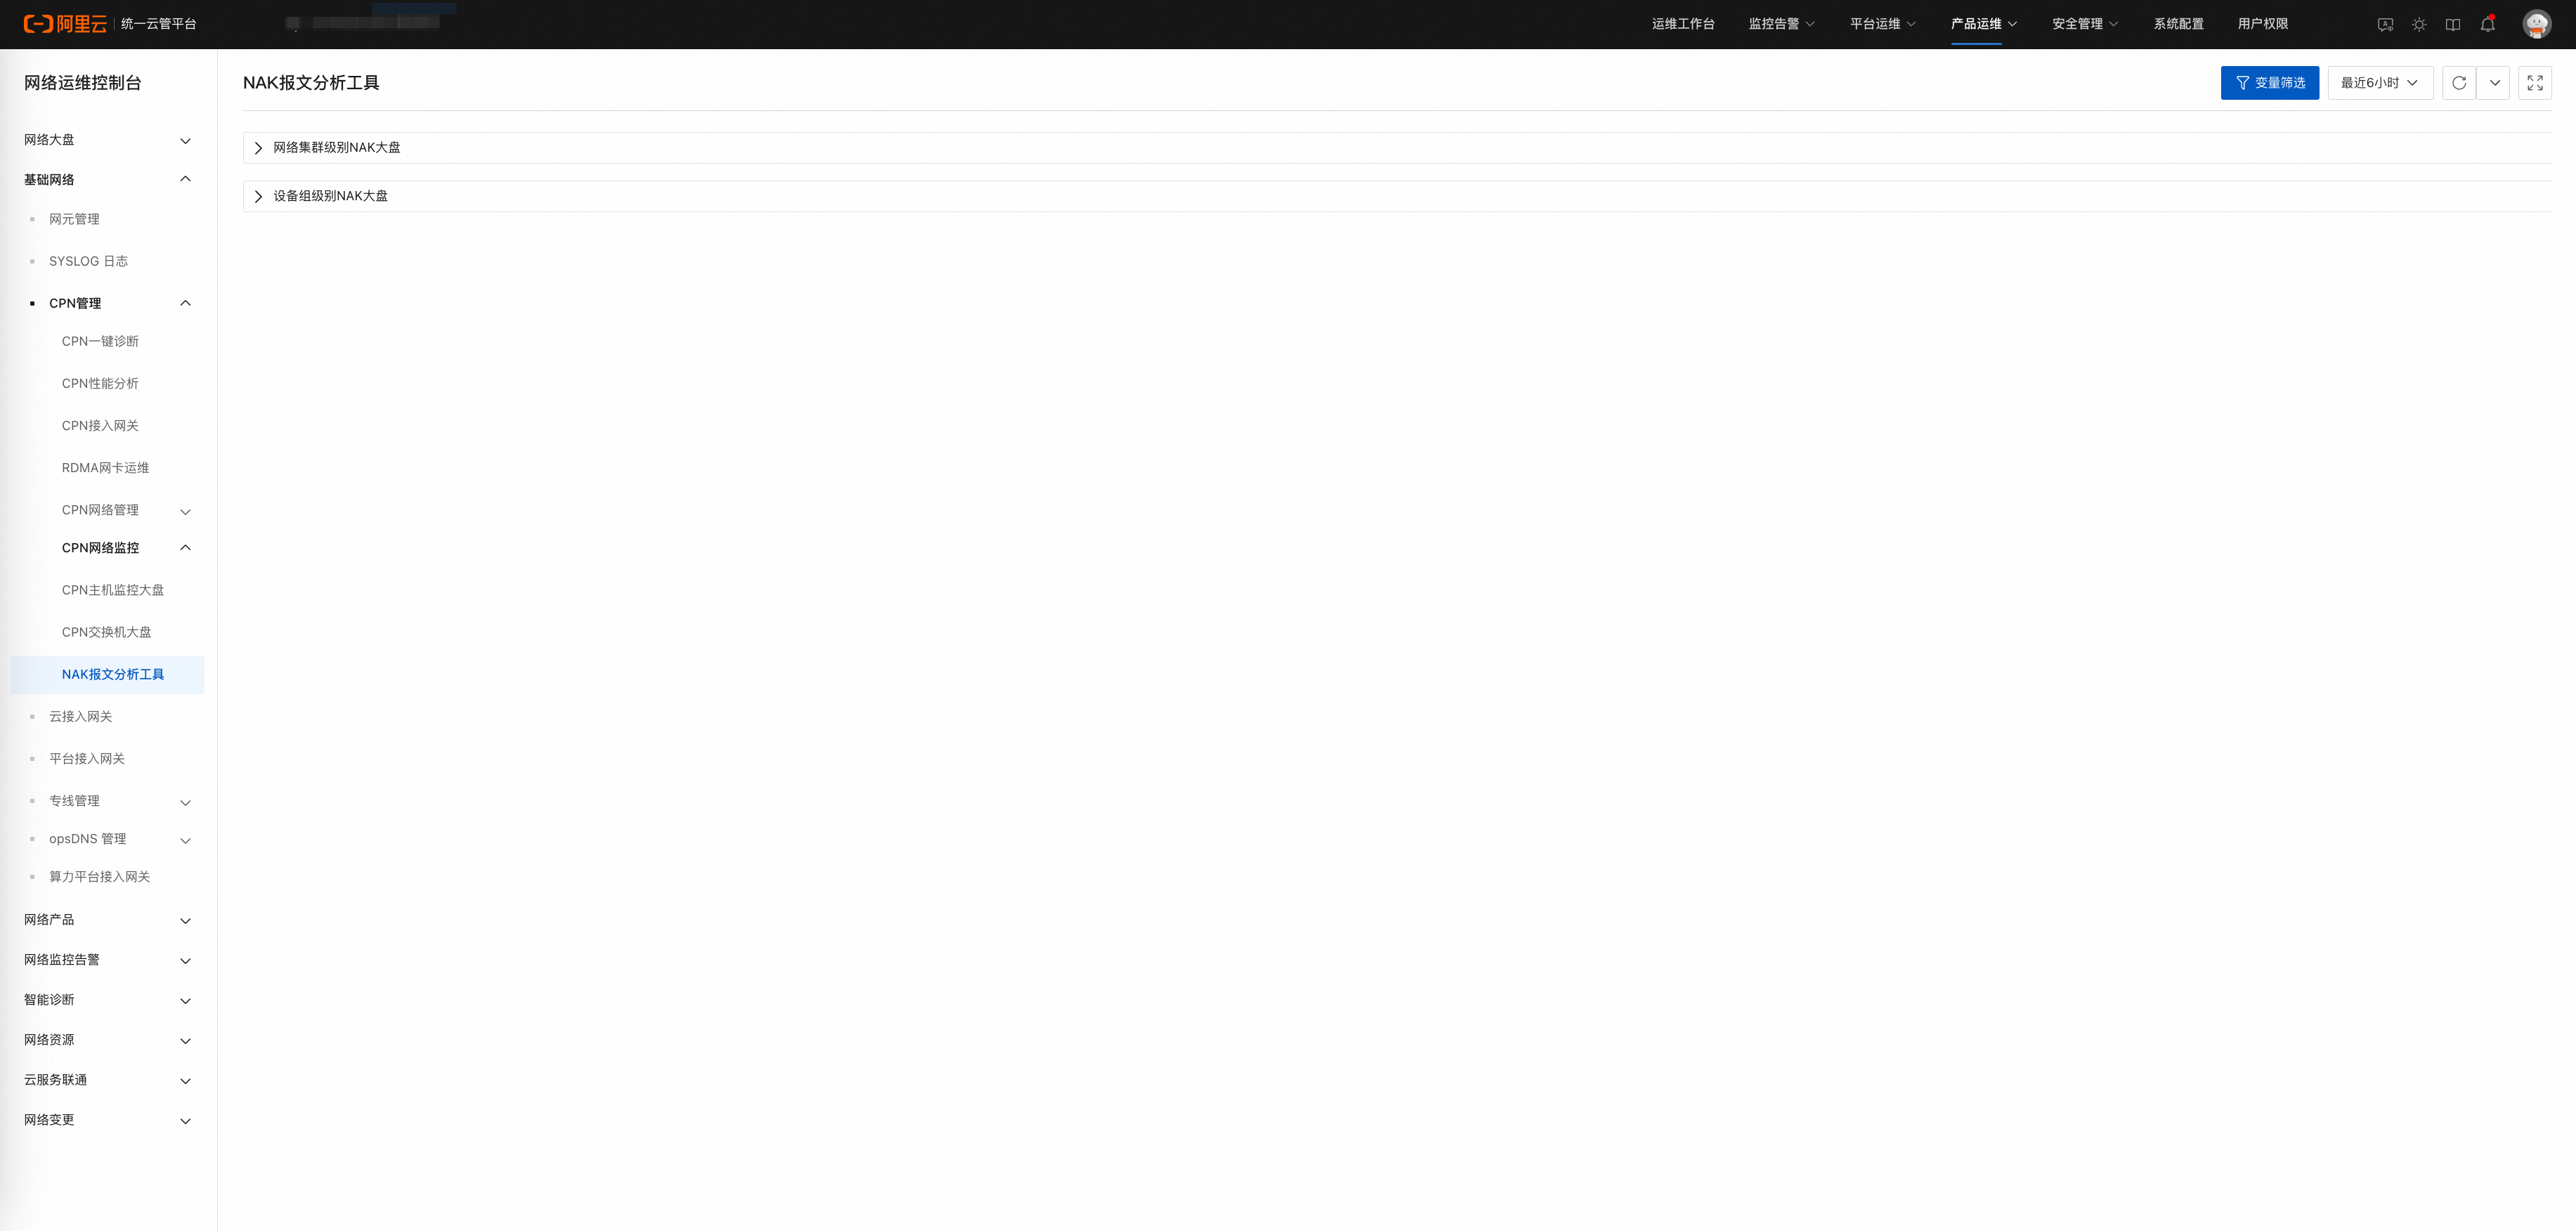 阿里云 统一云管平台 运维工作台 监控告警 平台运维 产品运维 安全管理 系统配置 用户权限
网络运维控制台
网络大盘
基础网络
网元管理
SYSLOG 日志
CPN管理
CPN一键诊断
CPN性能分析
CPN接入网关
RDMA网卡运维
CPN网络管理
CPN网络监控
CPN主机监控大盘
CPN交换机大盘
NAK报文分析工具
云接入网关
平台接入网关
专线管理
opsDNS 管理
算力平台接入网关
网络产品
网络监控告警
智能诊断
网络资源
云服务联通
网络变更
NAK报文分析工具 变量筛选 最近6小时
网络集群级别NAK大盘
设备组级别NAK大盘